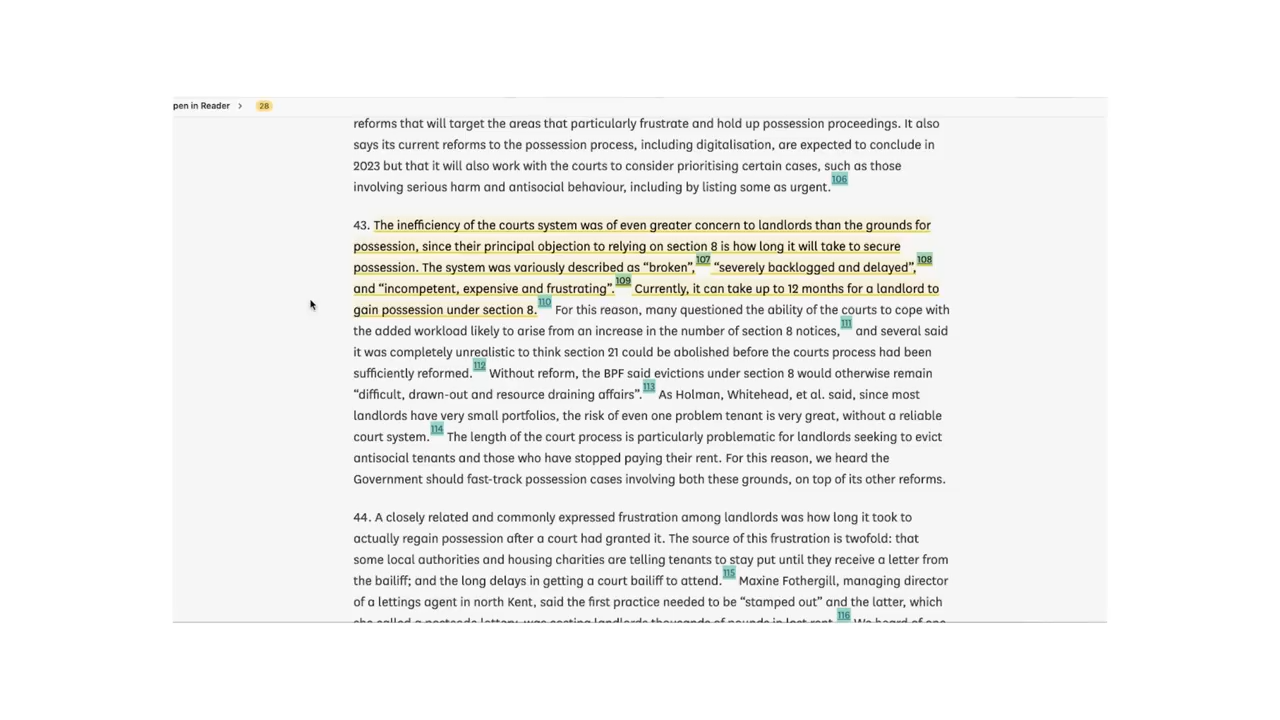 pen in Reader > 28
reforms that will target the areas that particularly frustrate and hold up possession proceedings. It also
says its current reforms to the possession process, including digitalisation, are expected to conclude in
2023 but that it will also work with the courts to consider prioritising certain cases, such as those
involving serious harm and antisocial behaviour, including by listing some as urgent.106
43. The inefficiency of the courts system was of even greater concern to landlords than the grounds for
possession, since their principal objection to relying on section 8 is how long it will take to secure
possession. The system was variously described as “broken”,107 “severely backlogged and delayed”,108
and “incompetent, expensive and frustrating”.109 Currently, it can take up to 12 months for a landlord to
gain possession under section 8.110 For this reason, many questioned the ability of the courts to cope with
the added workload likely to arise from an increase in the number of section 8 notices,111 and several said
it was completely unrealistic to think section 21 could be abolished before the courts process had been
sufficiently reformed.112 Without reform, the BPF said evictions under section 8 would otherwise remain
“difficult, drawn-out and resource draining affairs”.113 As Holman, Whitehead, et al. said, since most
landlords have very small portfolios, the risk of even one problem tenant is very great, without a reliable
court system.114 The length of the court process is particularly problematic for landlords seeking to evict
antisocial tenants and those who have stopped paying their rent. For this reason, we heard the
Government should fast-track possession cases involving both these grounds, on top of its other reforms.
44. A closely related and commonly expressed frustration among landlords was how long it took to
actually regain possession after a court had granted it. The source of this frustration is twofold: that
some local authorities and housing charities are telling tenants to stay put until they receive a letter from
the bailiff; and the long delays in getting a court bailiff to attend.115 Maxine Fothergill, managing director
of a lettings agent in north Kent, said the first practice needed to be “stamped out” and the latter, which
she called a postcode lottery, was costing landlords thousands of pounds in lost rent.116 We heard of one